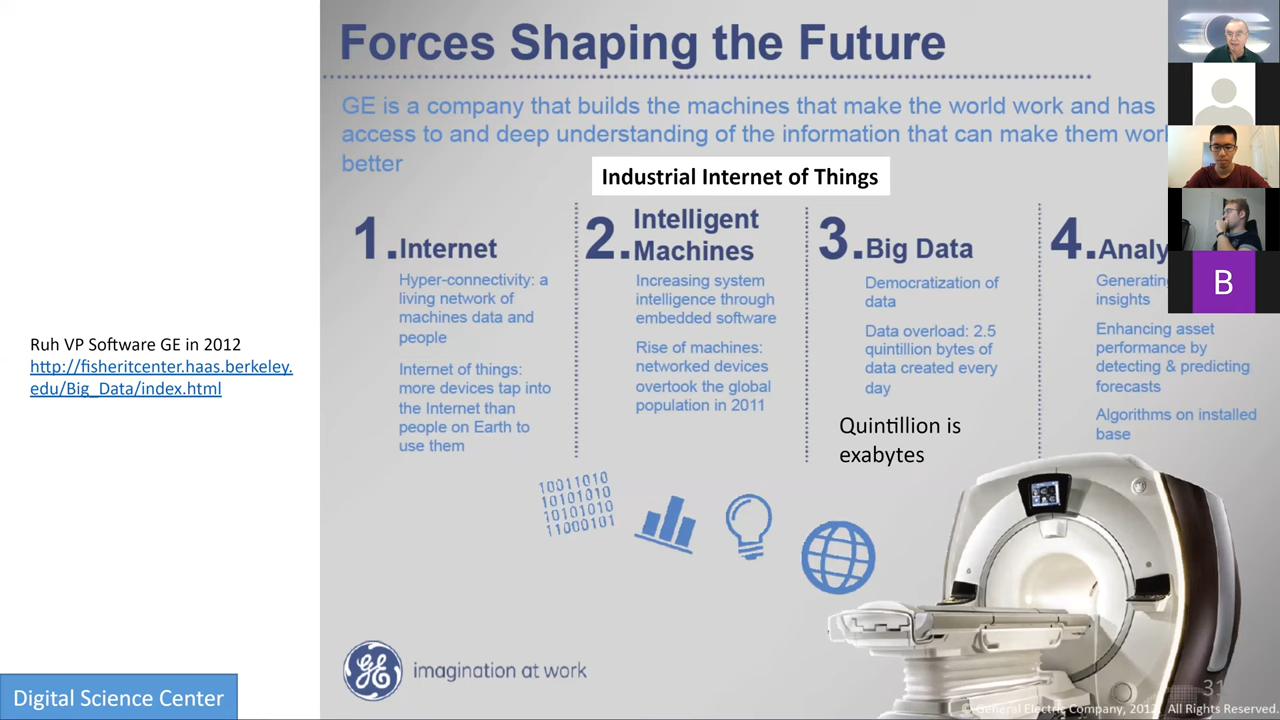 Forces Shaping the Future
GE is a company that builds the machines that make the world work and has
access to and deep understanding of the information that can make them
better
Industrial Internet of Things
1. Internet
Hyper-connectivity: a
living network of
machines data and
people
Internet of things:
more devices tap into
the Internet than
people on Earth to
use them
2. Intelligent
Machines
Increasing system
intelligence through
embedded software
Rise of machines:
networked devices
overtook the global
population in 2011
3. Big Data
Democratization of
data
Data overload: 2.5
quintillion bytes of
data created every
day
Quintillion is
exabytes
4.
insights
Enhancing asset
performance by
detecting & predicting
forecasts
Algorithms on installed
base
B
Ruh VP Software GE in 2012
http://fisheritcenter.haas.berkeley.
edu/Big_Data/index.html
10011010
10101010
10101010
11000101
GE
imagination at work
Digital Science Center
31
© General Electric Company, 2012. All Rights Reserved.